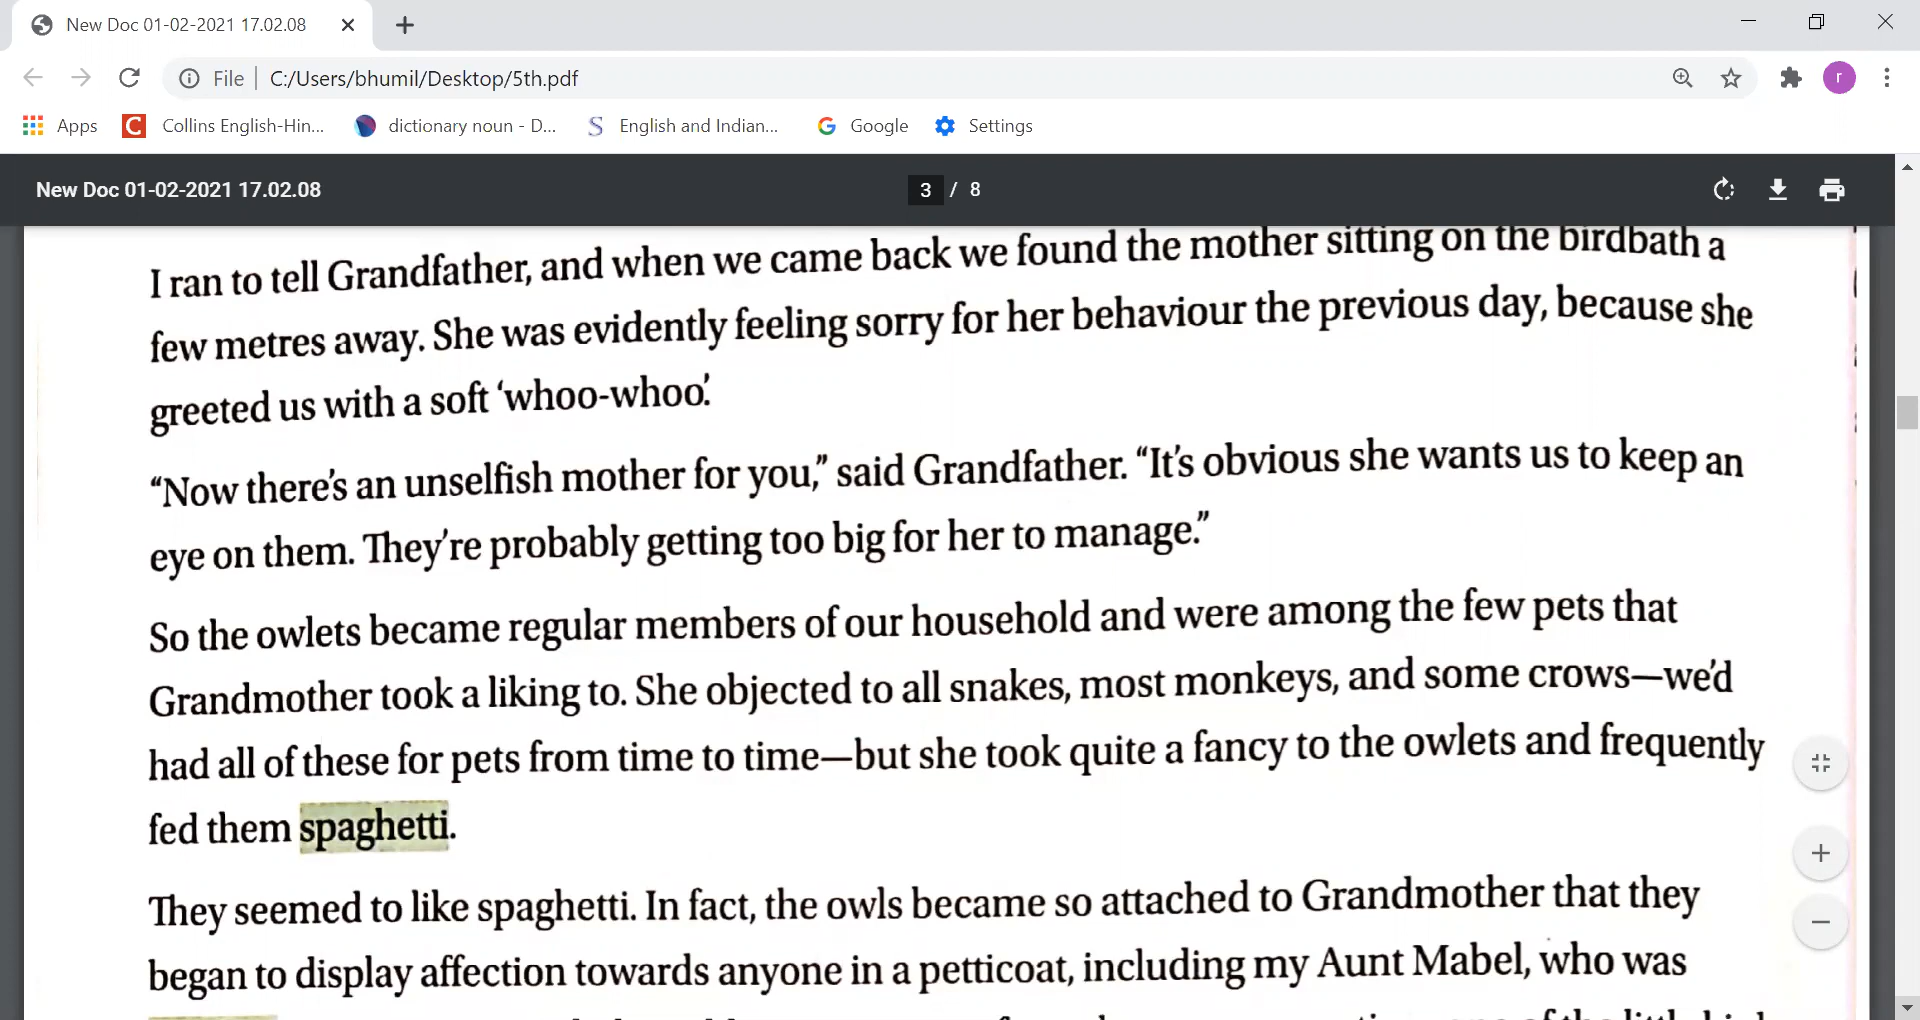 New Doc 01-02-2021 17.02.08
File
C:/Users/bhumil/Desktop/5th.pdf
r
Apps
C
Collins English-Hin...
dictionary noun - D...
S
English and Indian...
Google
Settings
New Doc 01-02-2021 17.02.08
3 / 8
I ran to tell Grandfather, and when we came back we found the mother sitting on the birdbath a
few metres away. She was evidently feeling sorry for her behaviour the previous day, because she
greeted us with a soft ‘whoo-whoo’.
“Now there’s an unselfish mother for you,” said Grandfather. “It’s obvious she wants us to keep an
eye on them. They’re probably getting too big for her to manage.”
So the owlets became regular members of our household and were among the few pets that
Grandmother took a liking to. She objected to all snakes, most monkeys, and some crows—we’d
had all of these for pets from time to time—but she took quite a fancy to the owlets and frequently
fed them spaghetti.
They seemed to like spaghetti. In fact, the owls became so attached to Grandmother that they
began to display affection towards anyone in a petticoat, including my Aunt Mabel, who was